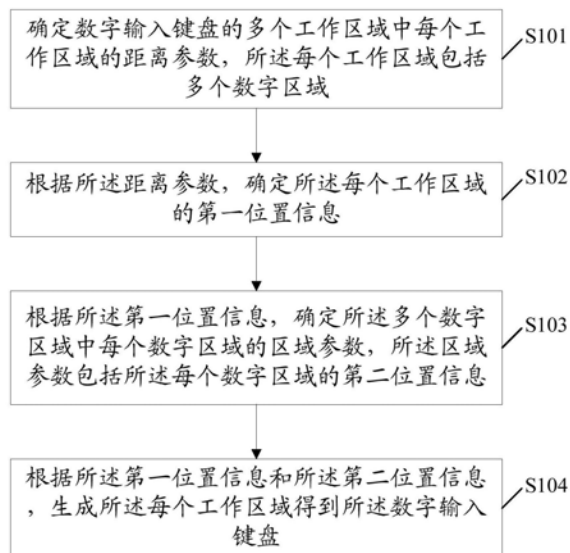 确定数字输入键盘的多个工作区域中每个工
作区域的距离参数，所述每个工作区域包括
多个数字区域
S101
根据所述距离参数，确定所述每个工作区域
的第一位置信息
S102
根据所述第一位置信息，确定所述多个数字
区域中每个数字区域的区域参数，所述区域
参数包括所述每个数字区域的第二位置信息
S103
根据所述第一位置信息和所述第二位置信息
，生成所述每个工作区域得到所述数字输入
键盘
S104